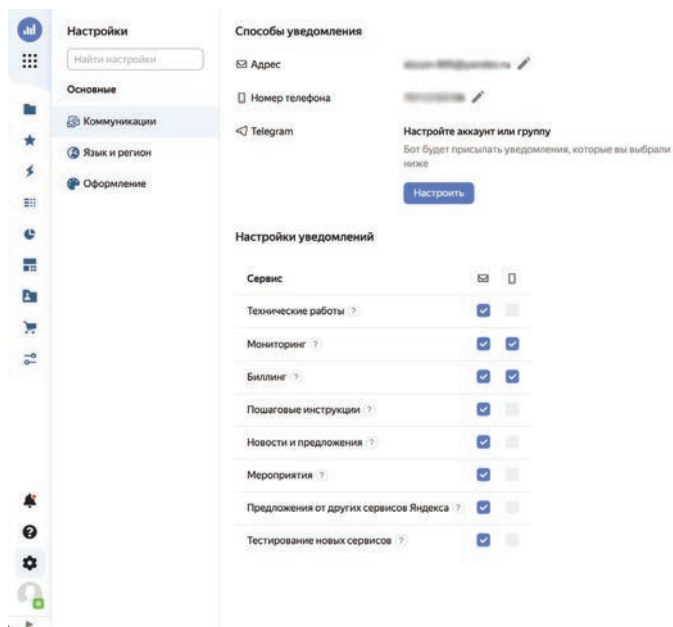 Настройки
Найти настройки
Основные
Коммуникации
Язык и регион
Оформление
Способы уведомления
Адрес
Номер телефона
Telegram
Настройте аккаунт или группу
Бот будет присылать уведомления, которые вы выбрали
ниже
Настроить
Настройки уведомлений
Сервис
Технические работы ?
Мониторинг ?
Биллинг ?
Пошаговые инструкции ?
Новости и предложения ?
Мероприятия ?
Предложения от других сервисов Яндекса ?
Тестирование новых сервисов ?